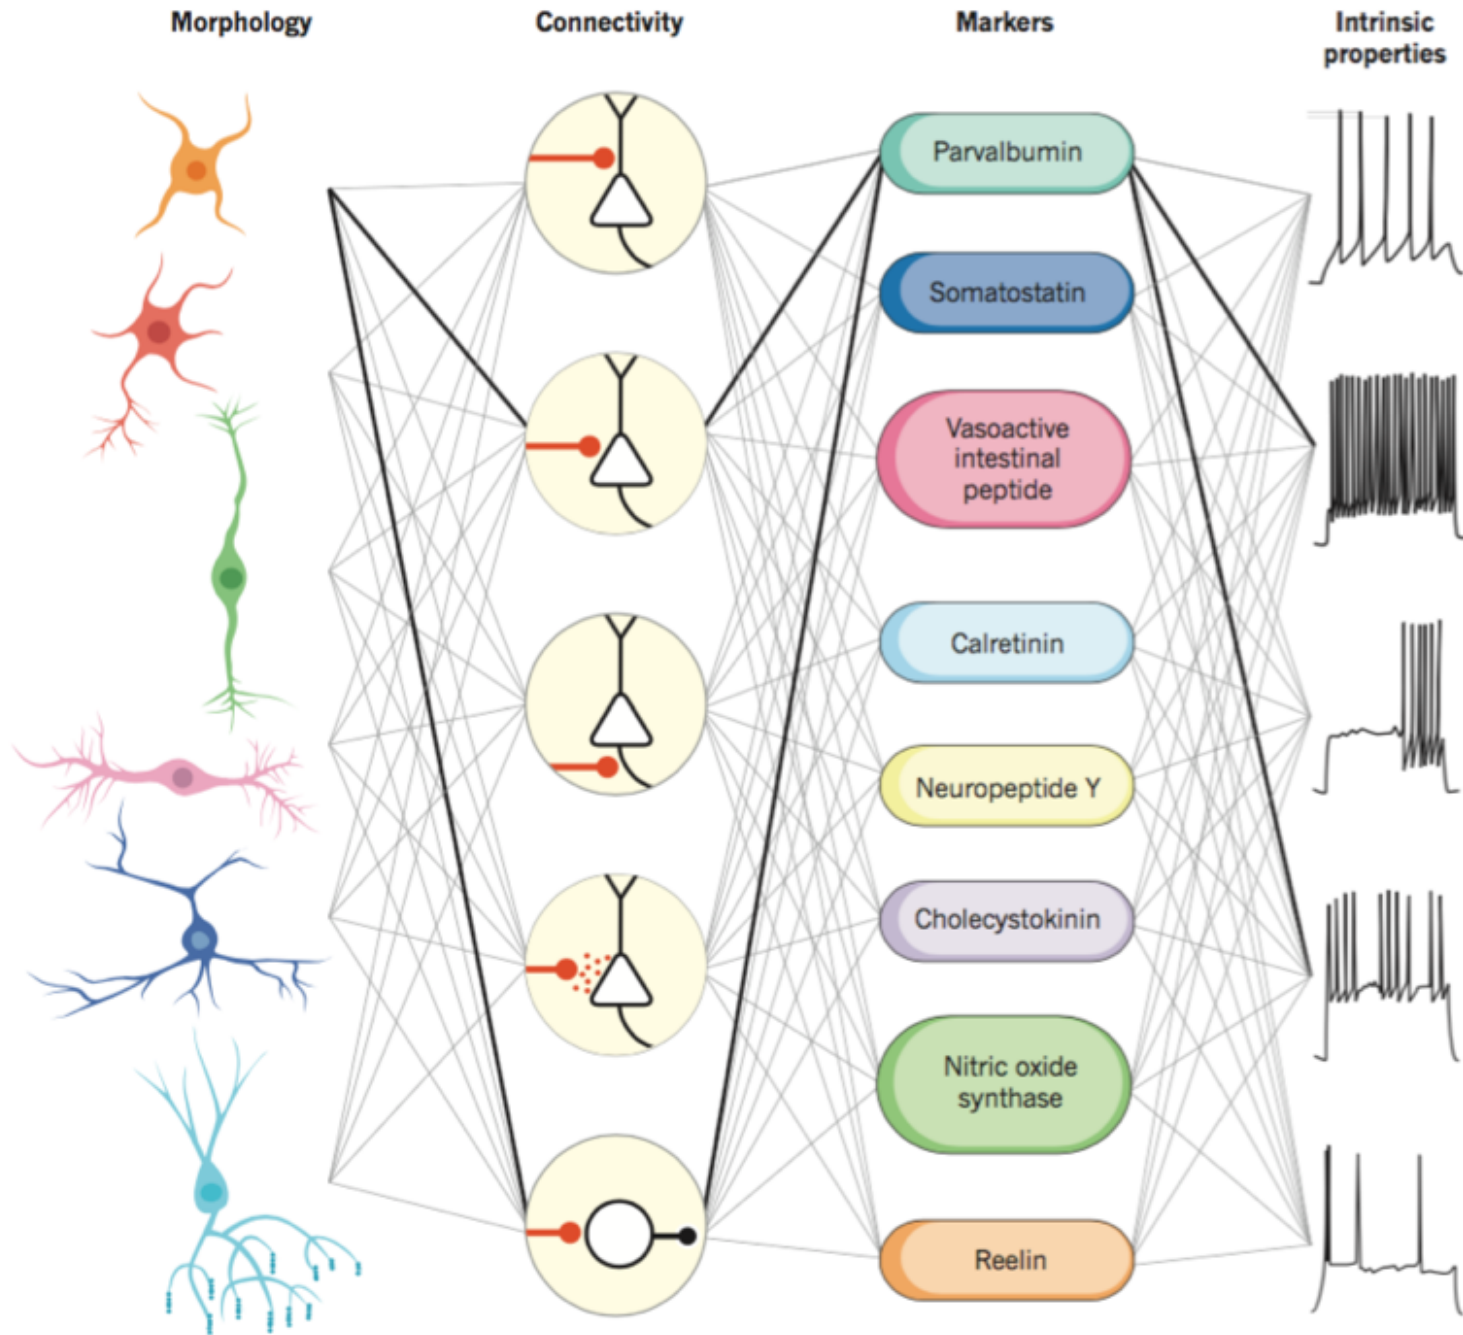 Morphology
Connectivity
Markers
Intrinsic
properties
Parvalbumin
Somatostatin
Vasoactive
intestinal
peptide
Calretinin
Neuropeptide Y
Cholecystokinin
Nitric oxide
synthase
Reelin